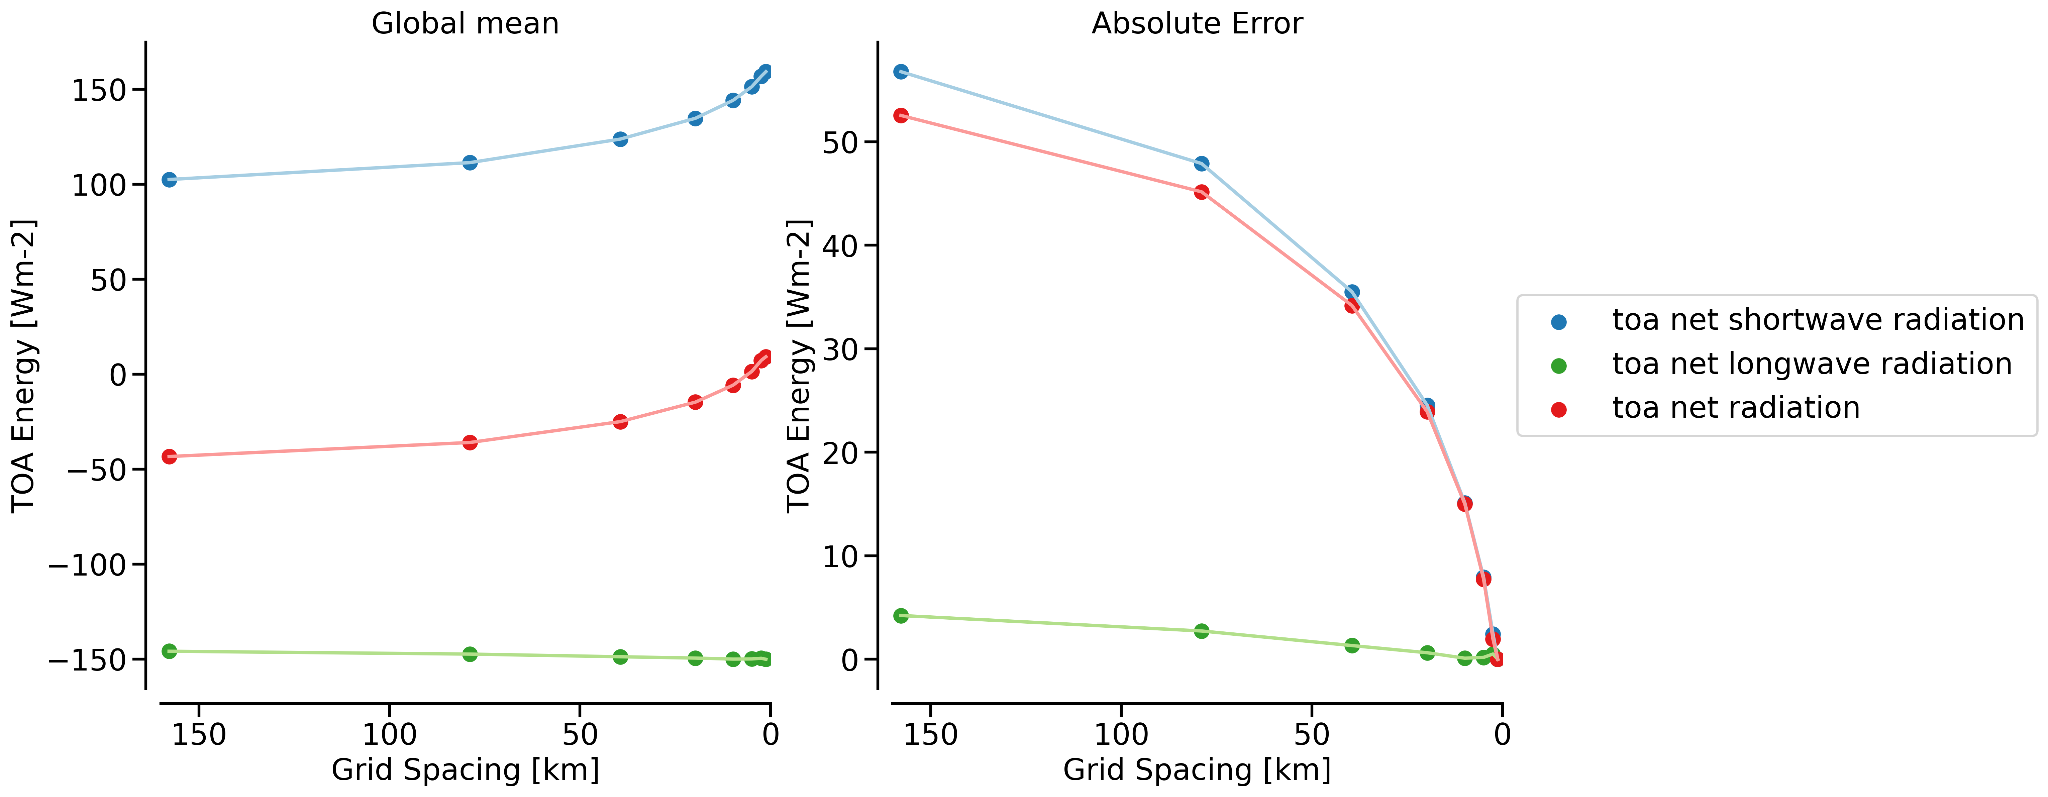 Global mean
Absolute Error
TOA Energy [Wm-2]
150
100
50
0
−50
−100
−150
150
100
50
0
Grid Spacing [km]
TOA Energy [Wm-2]
50
40
30
20
10
0
150
100
50
0
Grid Spacing [km]
toa net shortwave radiation
toa net longwave radiation
toa net radiation